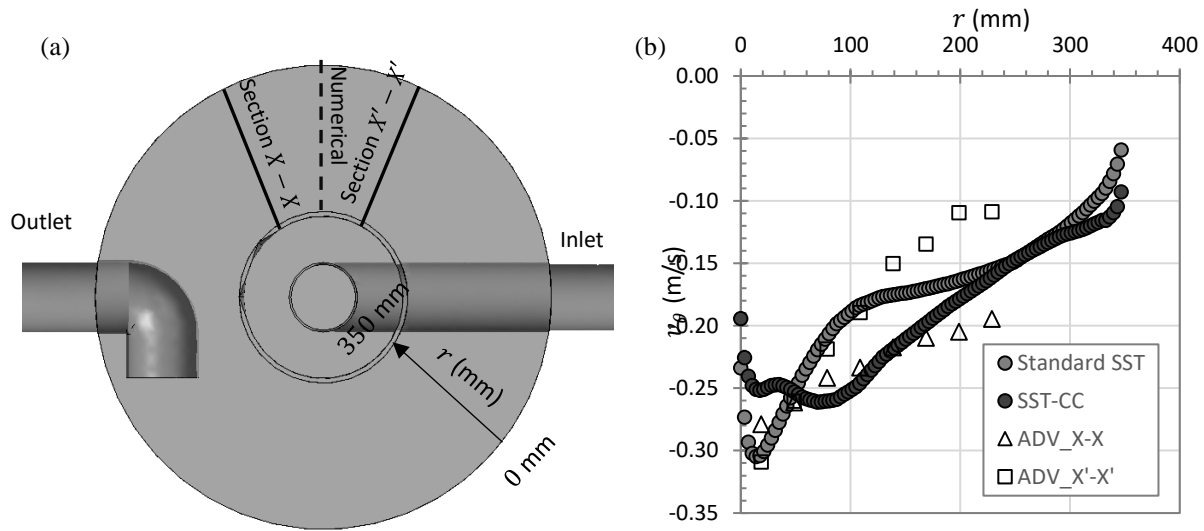 (a)
Section X – X
Numerical
Section X′ – X′
Outlet
Inlet
350 mm
r (mm)
0 mm
(b)
r (mm)
0 100 200 300 400
0.00
-0.05
-0.10
-0.15
-0.20
-0.25
-0.30
-0.35
vθ (m/s)
Standard SST
SST-CC
ADV_X-X
ADV_X'-X'